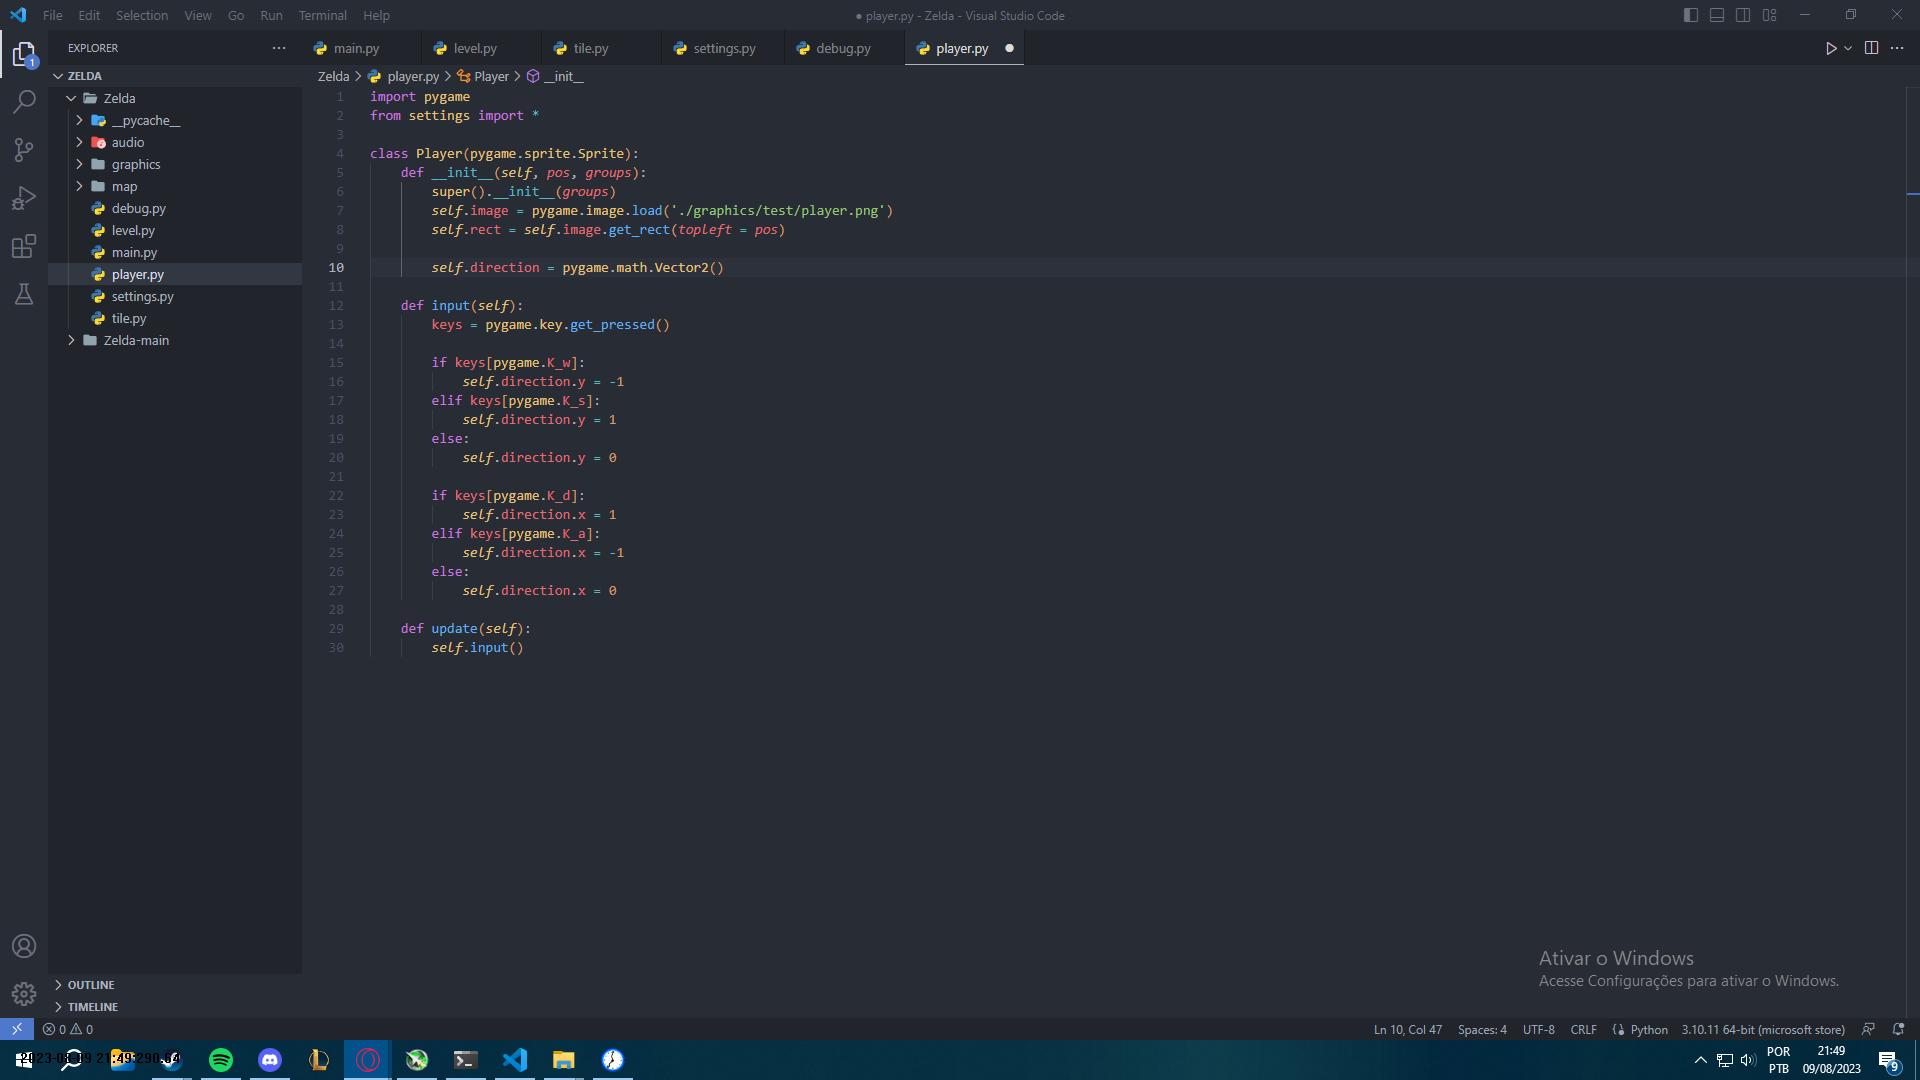 File Edit Selection View Go Run Terminal Help
● player.py - Zelda - Visual Studio Code
EXPLORER
main.py
level.py
tile.py
settings.py
debug.py
player.py
1
ZELDA
Zelda > player.py > Player > __init__
Zelda
__pycache__
audio
graphics
map
debug.py
level.py
main.py
player.py
settings.py
tile.py
Zelda-main
1 import pygame
2 from settings import *
3
4 class Player(pygame.sprite.Sprite):
5     def __init__(self, pos, groups):
6         super().__init__(groups)
7         self.image = pygame.image.load('./graphics/test/player.png')
8         self.rect = self.image.get_rect(topleft = pos)
9
10         self.direction = pygame.math.Vector2()
11
12     def input(self):
13         keys = pygame.key.get_pressed()
14
15         if keys[pygame.K_w]:
16             self.direction.y = -1
17         elif keys[pygame.K_s]:
18             self.direction.y = 1
19         else:
20             self.direction.y = 0
21
22         if keys[pygame.K_d]:
23             self.direction.x = 1
24         elif keys[pygame.K_a]:
25             self.direction.x = -1
26         else:
27             self.direction.x = 0
28
29     def update(self):
30         self.input()
Ativar o Windows
Acesse Configurações para ativar o Windows.
OUTLINE
TIMELINE
0 0
Ln 10, Col 47 Spaces: 4 UTF-8 CRLF Python 3.10.11 64-bit (microsoft store)
POR
PTB
21:49
09/08/2023
9